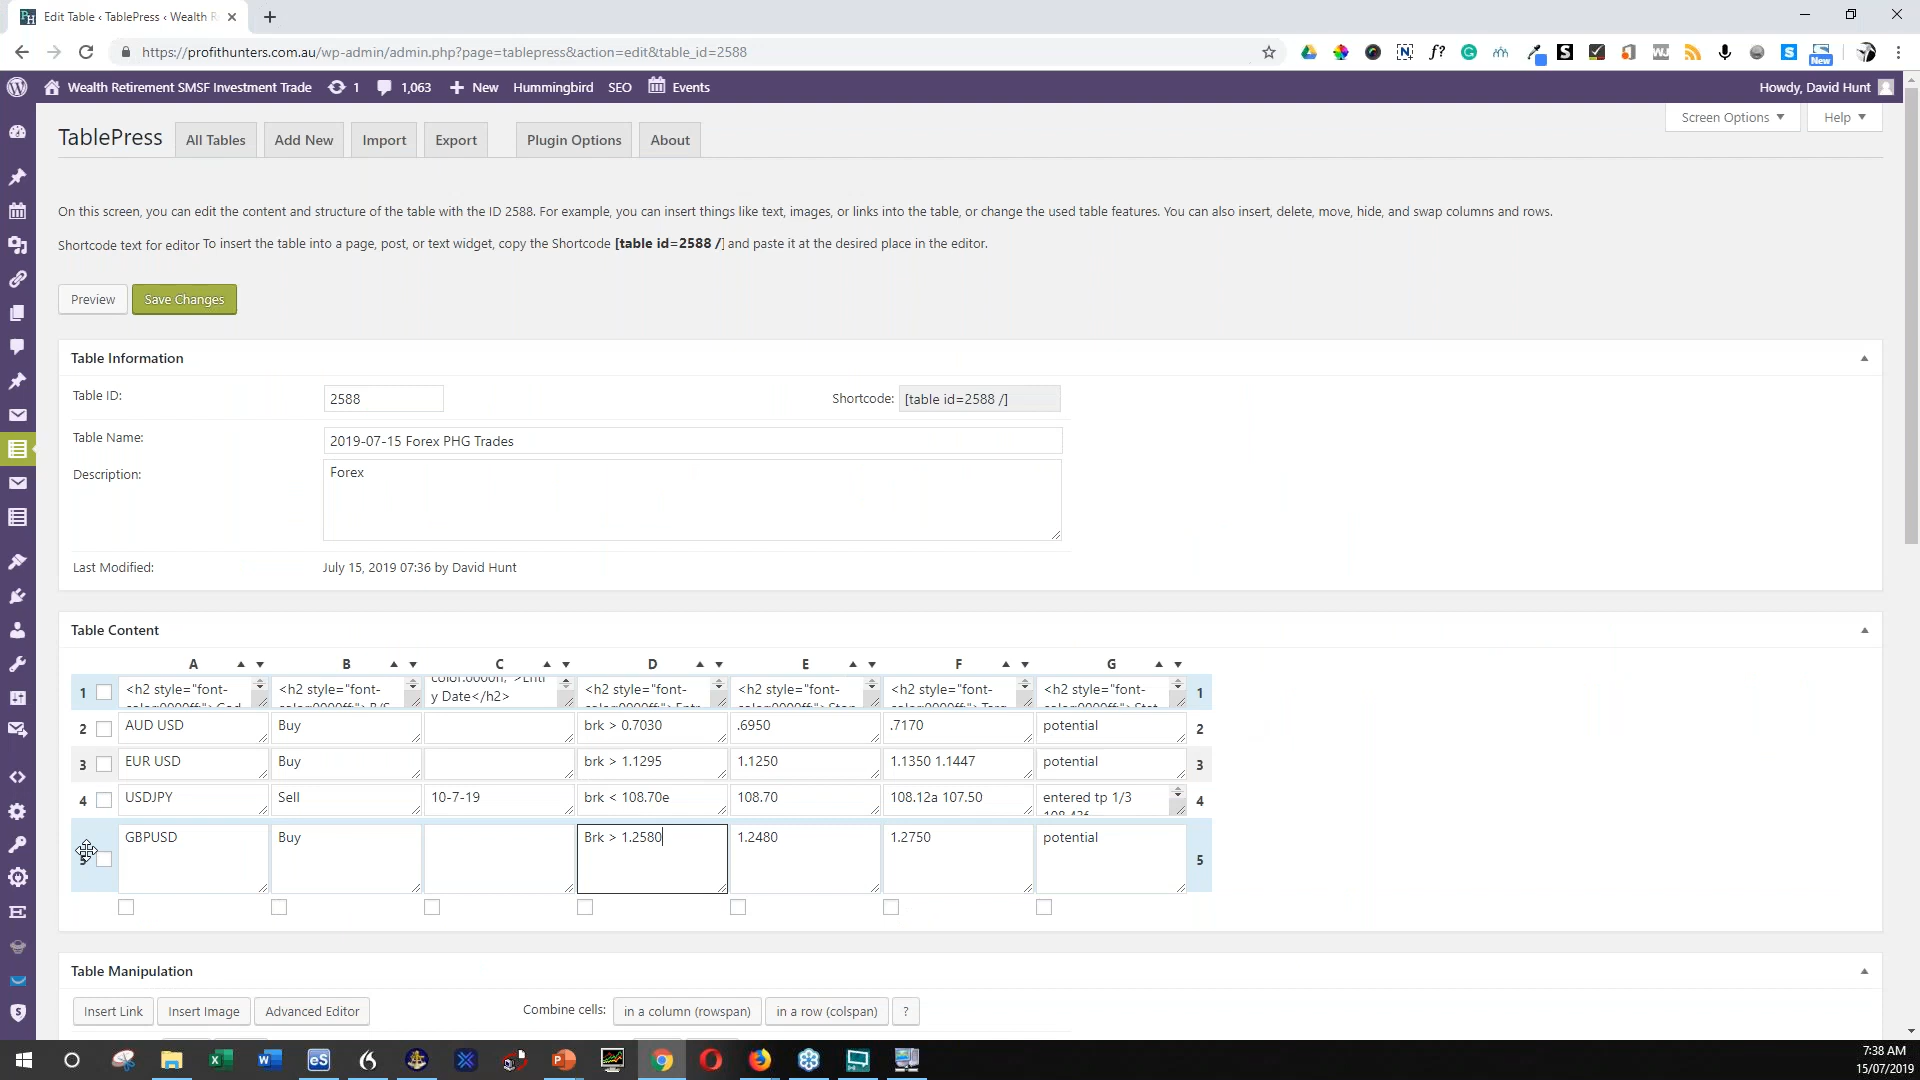 Edit Table ‹ TablePress ‹ Wealth R
https://profithunters.com.au/wp-admin/admin.php?page=tablepress&action=edit&table_id=2588
New
Wealth Retirement SMSF Investment Trade 1 1,063 New Hummingbird SEO Events Howdy, David Hunt
Screen Options Help
TablePress All Tables Add New Import Export Plugin Options About
On this screen, you can edit the content and structure of the table with the ID 2588. For example, you can insert things like text, images, or links into the table, or change the used table features. You can also insert, delete, move, hide, and swap columns and rows.
Shortcode text for editor To insert the table into a page, post, or text widget, copy the Shortcode [table id=2588 /] and paste it at the desired place in the editor.
Preview Save Changes
Table Information
Table ID: 2588 Shortcode: [table id=2588 /]
Table Name: 2019-07-15 Forex PHG Trades
Description: Forex
Last Modified: July 15, 2019 07:36 by David Hunt
Table Content
A B C D E F G
1 <h2 style="font- <h2 style="font- y Date</h2> <h2 style="font- <h2 style="font- <h2 style="font- <h2 style="font- 1
2 AUD USD Buy brk > 0.7030 .6950 .7170 potential 2
3 EUR USD Buy brk > 1.1295 1.1250 1.1350 1.1447 potential 3
4 USDJPY Sell 10-7-19 brk < 108.70e 108.70 108.12a 107.50 entered tp 1/3 4
5 GBPUSD Buy Brk > 1.2580 1.2480 1.2750 potential 5
Table Manipulation
Insert Link Insert Image Advanced Editor Combine cells: in a column (rowspan) in a row (colspan) ?
7:38 AM
15/07/2019